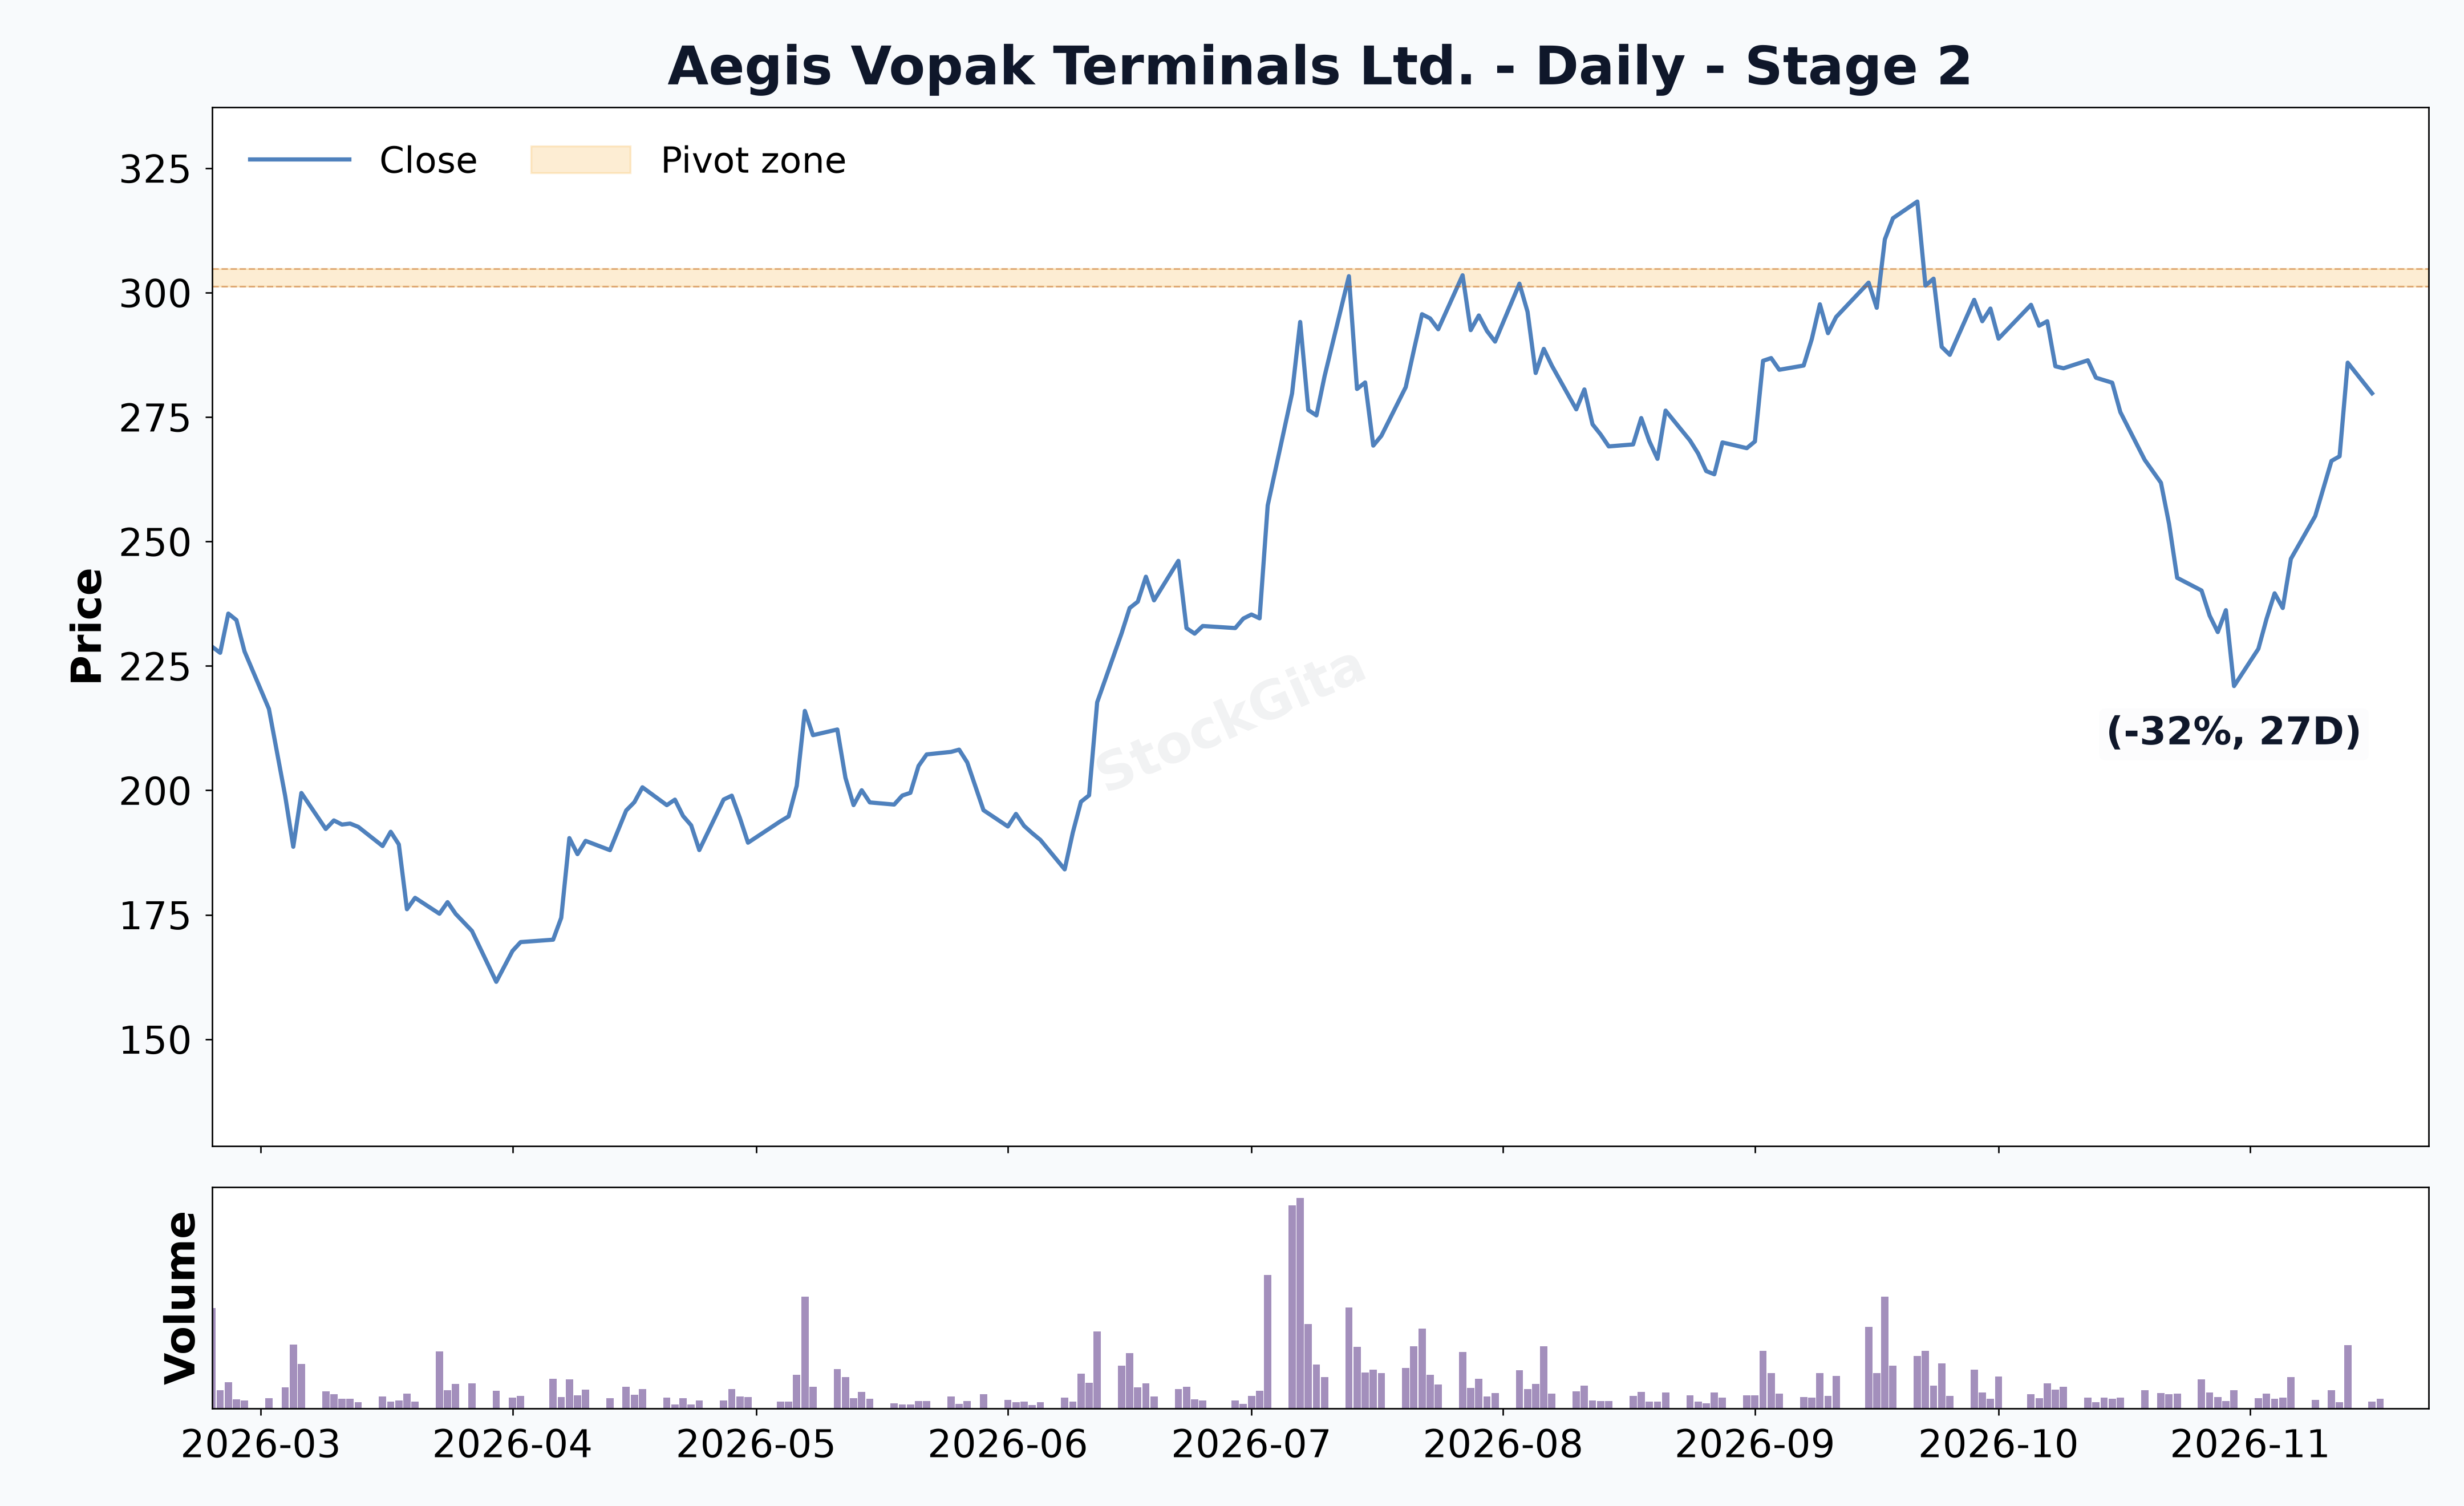 Aegis Vopak Terminals Ltd. - Daily - Stage 2
Close
Pivot zone
325
300
275
250
225
200
175
150
Price
StockGita
(-32%, 27D)
Volume
2026-03
2026-04
2026-05
2026-06
2026-07
2026-08
2026-09
2026-10
2026-11